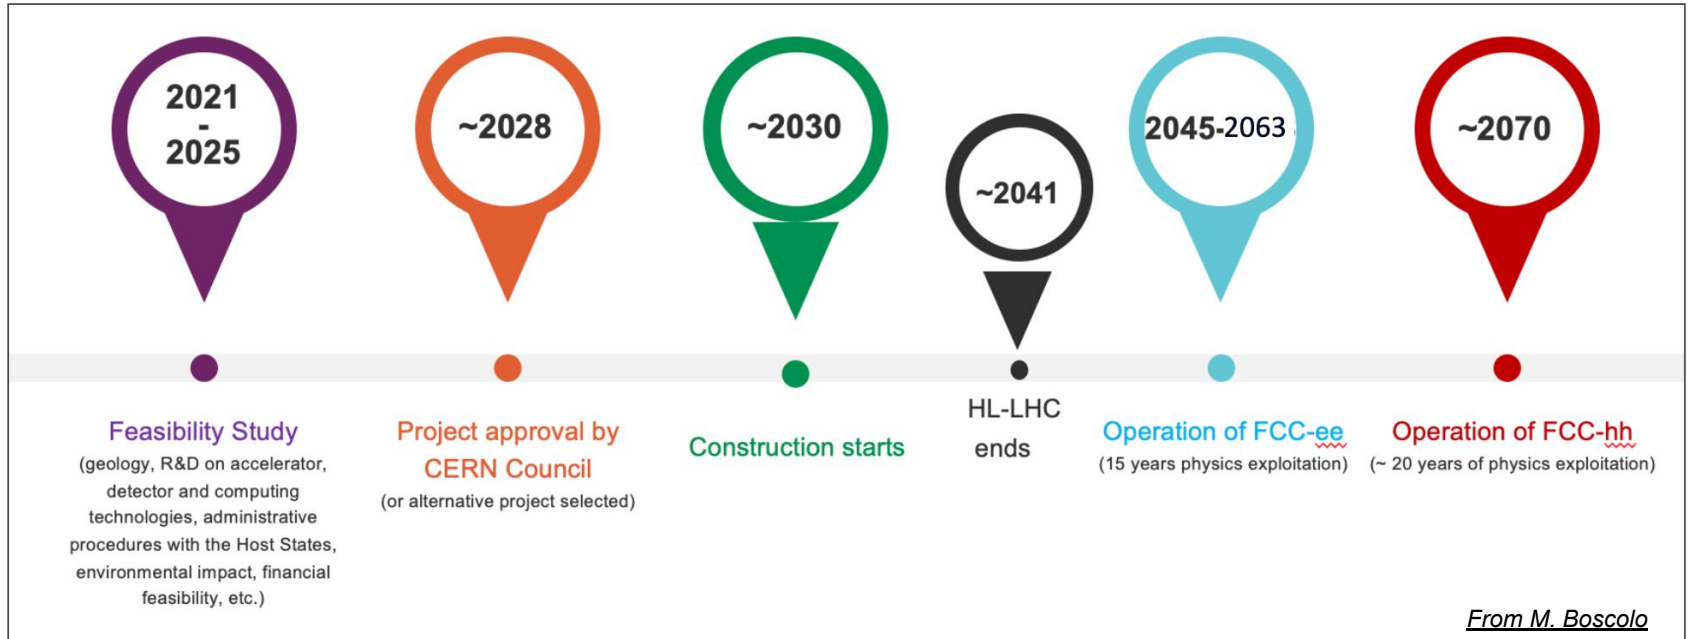 2021
-
2025
~2028
~2030
~2041
2045-2063
~2070
Feasibility Study
(geology, R&D on accelerator,
detector and computing
technologies, administrative
procedures with the Host States,
environmental impact, financial
feasibility, etc.)
Project approval by
CERN Council
(or alternative project selected)
Construction starts
HL-LHC
ends
Operation of FCC-ee
(15 years physics exploitation)
Operation of FCC-hh
(~ 20 years of physics exploitation)
From M. Boscolo